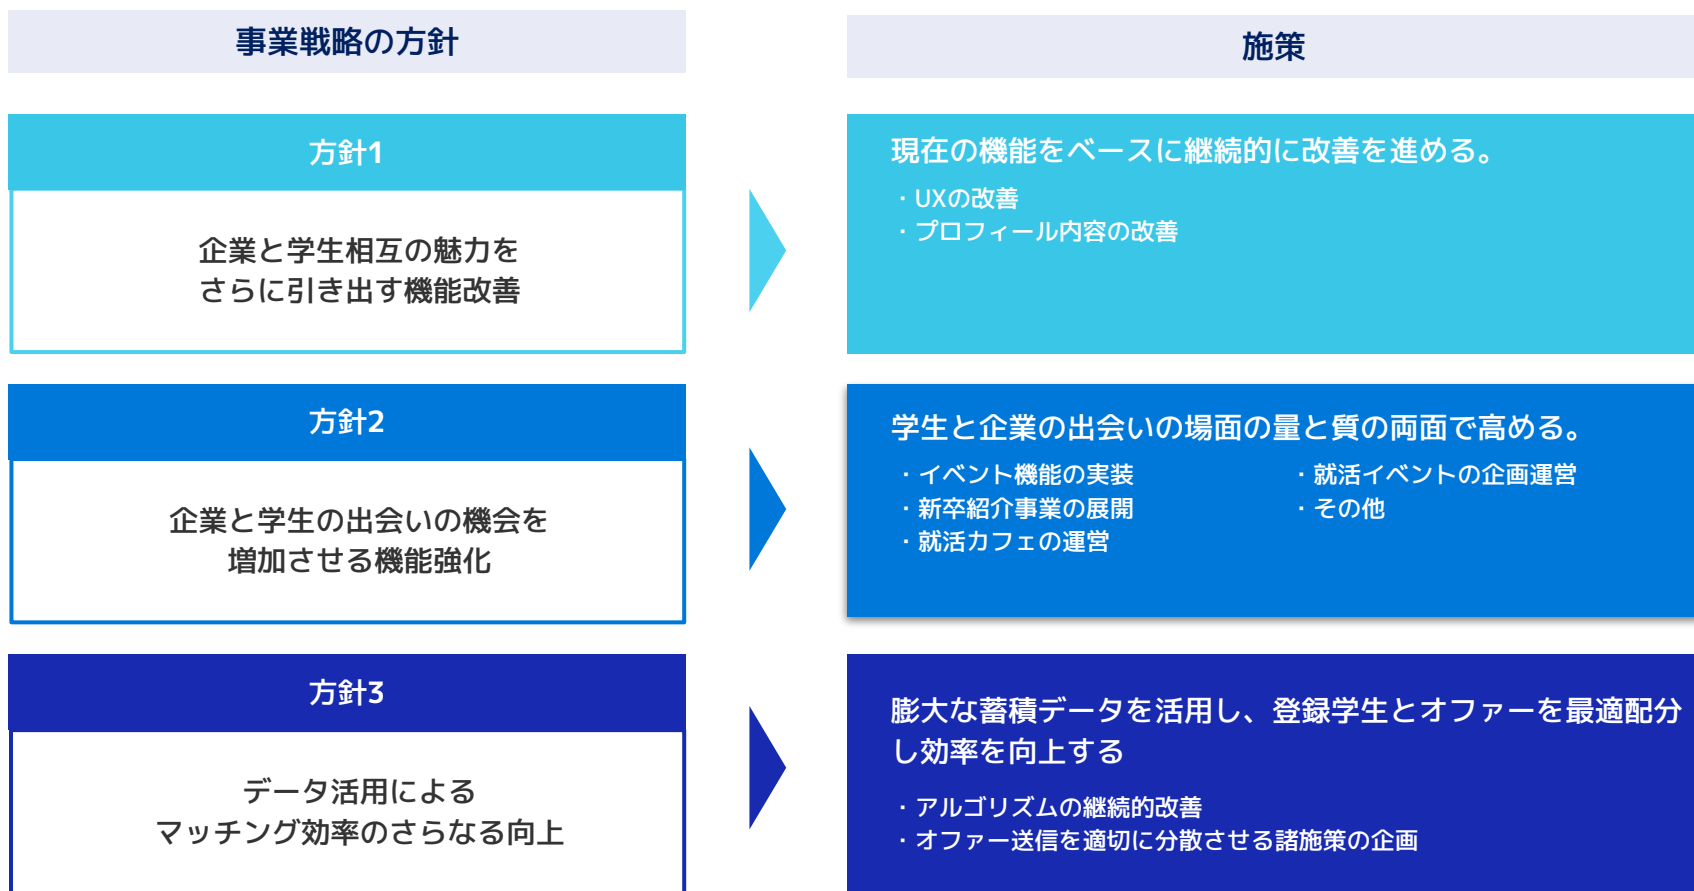 事業戦略の方針
施策
方針1
企業と学生相互の魅力を
さらに引き出す機能改善
現在の機能をベースに継続的に改善を進める。
・UXの改善
・プロフィール内容の改善
方針2
企業と学生の出会いの機会を
増加させる機能強化
学生と企業の出会いの場面の量と質の両面で高める。
・イベント機能の実装
・新卒紹介事業の展開
・就活カフェの運営
・就活イベントの企画運営
・その他
方針3
データ活用による
マッチング効率のさらなる向上
膨大な蓄積データを活用し、登録学生とオファーを最適配分
し効率を向上する
・アルゴリズムの継続的改善
・オファー送信を適切に分散させる諸施策の企画